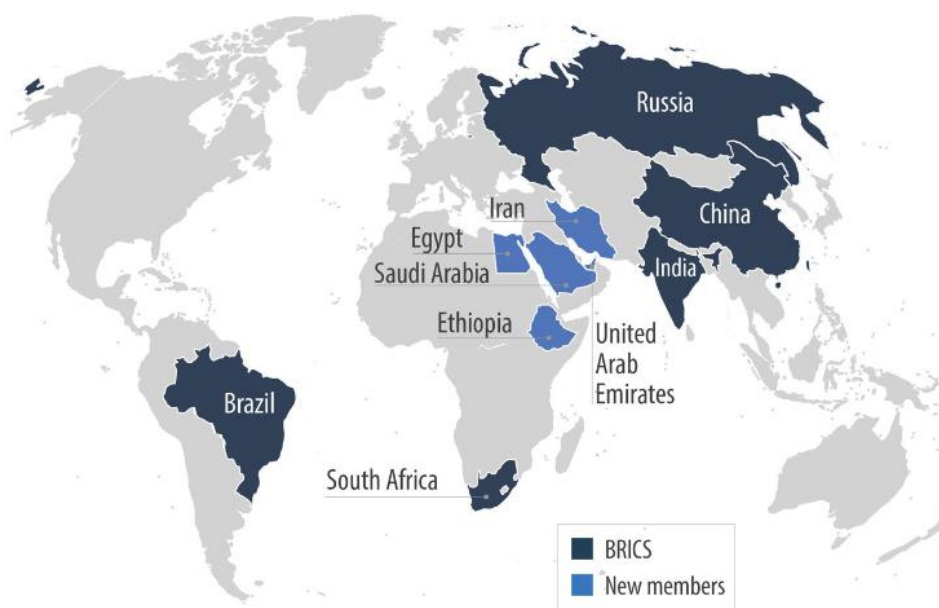 Russia
China
India
Iran
Egypt
Saudi Arabia
Ethiopia
United
Arab
Emirates
Brazil
South Africa
BRICS
New members